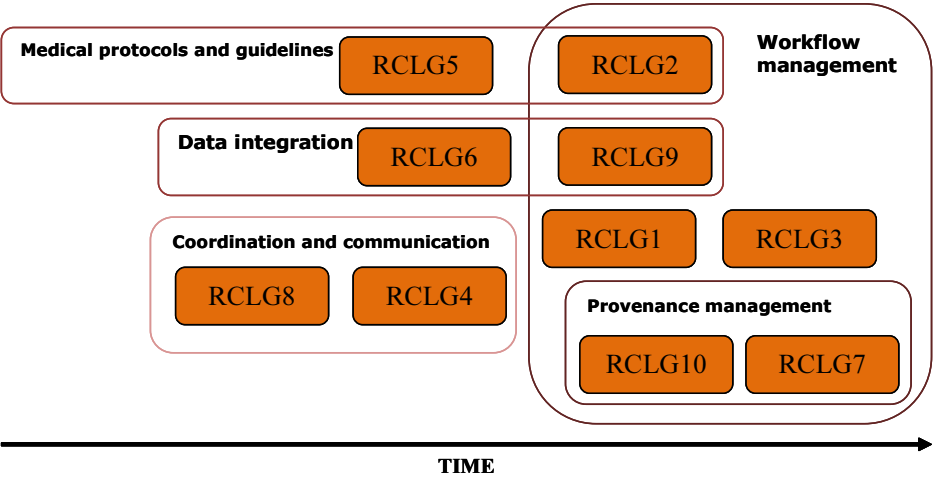 Medical protocols and guidelines
RCLG5
RCLG2
Workflow
management
Data integration
RCLG6
RCLG9
Coordination and communication
RCLG8
RCLG4
RCLG1
RCLG3
Provenance management
RCLG10
RCLG7
TIME